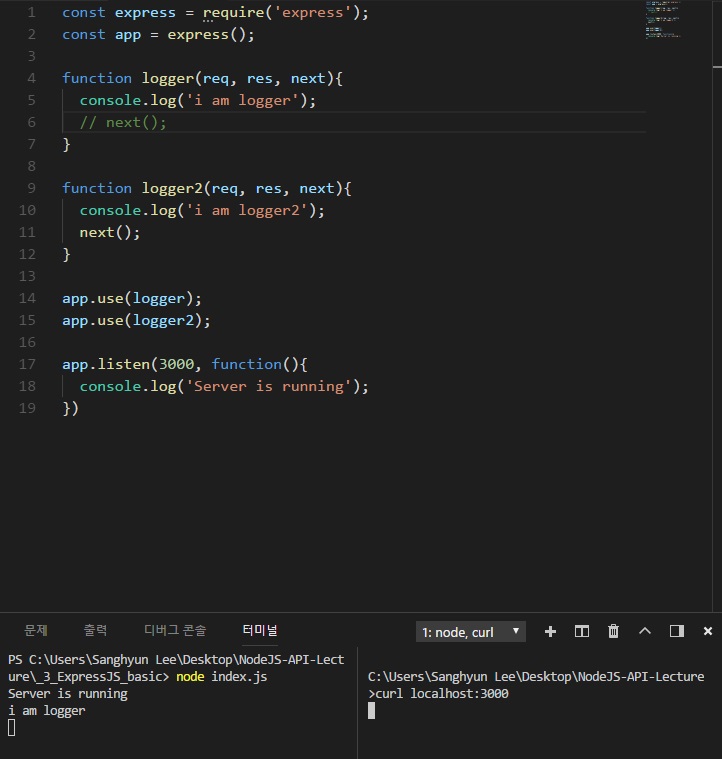 1 const express = require('express');
2 const app = express();
3
4 function logger(req, res, next){
5 console.log('i am logger');
6 // next();
7 }
8
9 function logger2(req, res, next){
10 console.log('i am logger2');
11 next();
12 }
13
14 app.use(logger);
15 app.use(logger2);
16
17 app.listen(3000, function(){
18 console.log('Server is running');
19 })
문제 출력 디버그 콘솔 터미널 1: node, curl
PS C:\Users\Sanghyun Lee\Desktop\NodeJS-API-Lect
ure\_3_ExpressJS_basic> node index.js
Server is running
i am logger
C:\Users\Sanghyun Lee\Desktop\NodeJS-API-Lecture
>curl localhost:3000